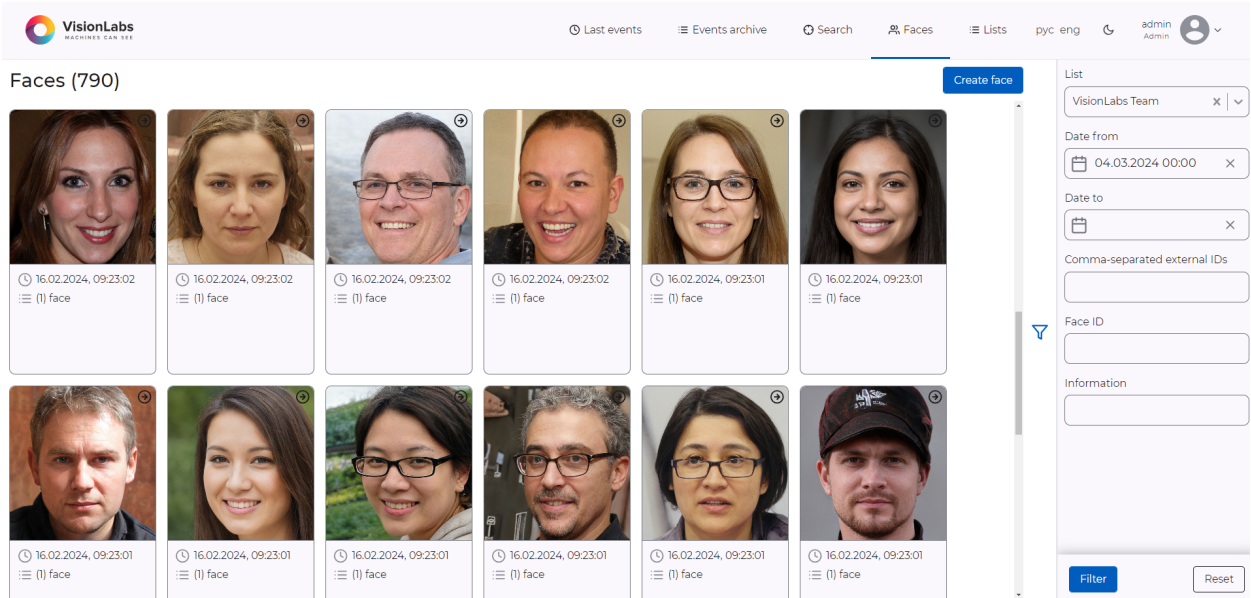 VisionLabs
MACHINES CAN SEE
Last events
Events archive
Search
Faces
Lists
рус eng
admin
Admin
Faces (790)
Create face
16.02.2024, 09:23:02
(1) face
16.02.2024, 09:23:02
(1) face
16.02.2024, 09:23:02
(1) face
16.02.2024, 09:23:02
(1) face
16.02.2024, 09:23:01
(1) face
16.02.2024, 09:23:01
(1) face
16.02.2024, 09:23:01
(1) face
16.02.2024, 09:23:01
(1) face
16.02.2024, 09:23:01
(1) face
16.02.2024, 09:23:01
(1) face
16.02.2024, 09:23:01
(1) face
16.02.2024, 09:23:01
(1) face
List
VisionLabs Team
Date from
04.03.2024 00:00
Date to
Comma-separated external IDs
Face ID
Information
Filter
Reset